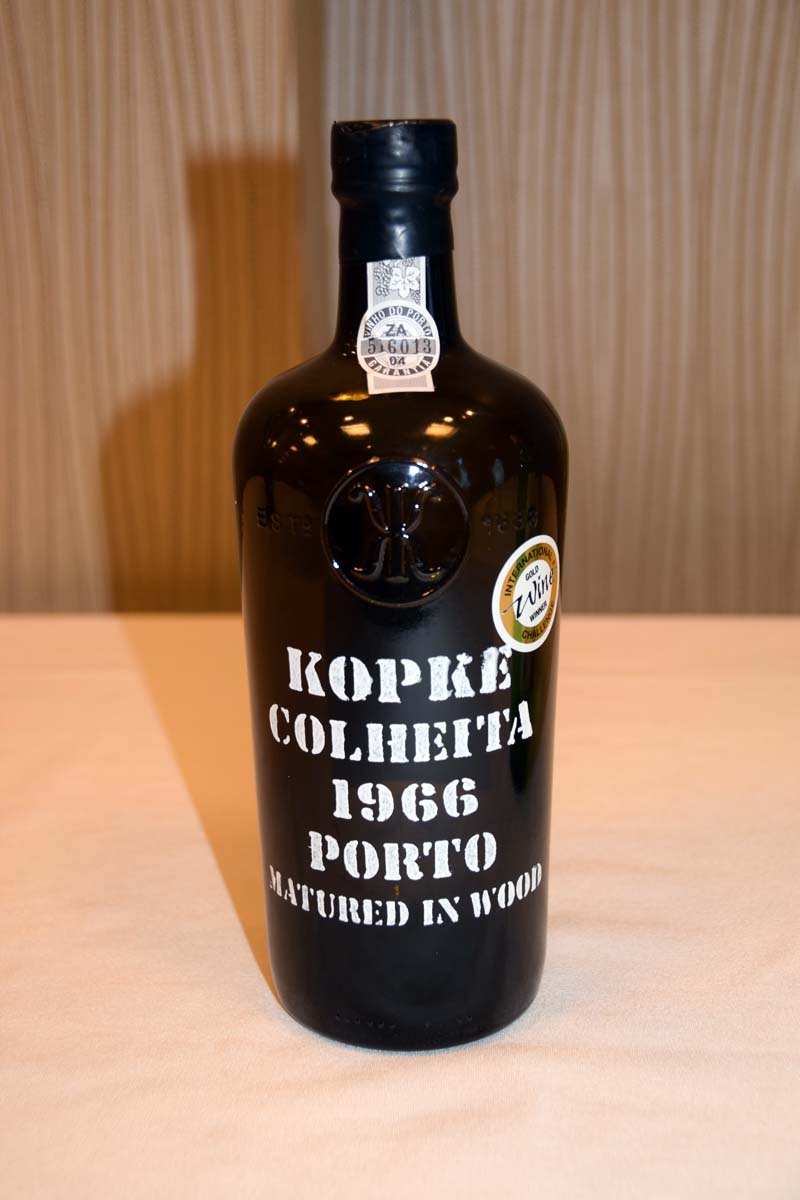 VINHO DO PORTO
ZA
516013
04
GARANTIA
ESTD 1638
INTERNATIONAL
GOLD
Wine
WINNER
CHALLENGE
KOPKE
COLHEITA
1966
PORTO
MATURED IN WOOD